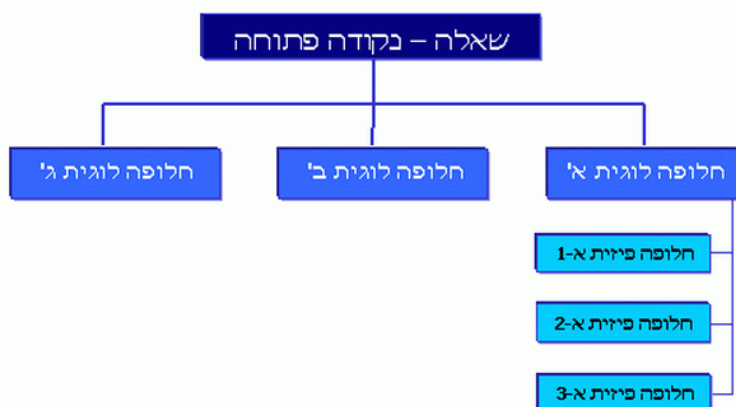 שאלה – נקודה פתוחה
חלופה לוגית א'
חלופה לוגית ב'
חלופה לוגית ג'
חלופה פיזית א-1
חלופה פיזית א-2
חלופה פיזית א-3